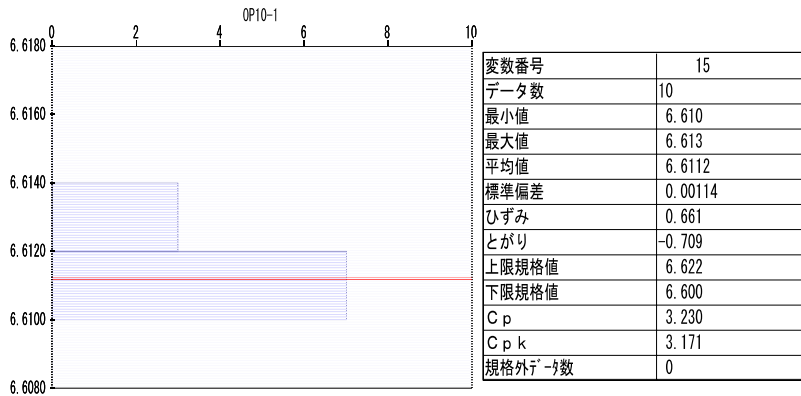 OP10-1
0 2 4 6 8 10
6.6180
6.6160
6.6140
6.6120
6.6100
6.6080
変数番号 15
データ数 10
最小値 6.610
最大値 6.613
平均値 6.6112
標準偏差 0.00114
ひずみ 0.661
とがり -0.709
上限規格値 6.622
下限規格値 6.600
Ｃｐ 3.230
Ｃｐｋ 3.171
規格外ﾃﾞｰﾀ数 0